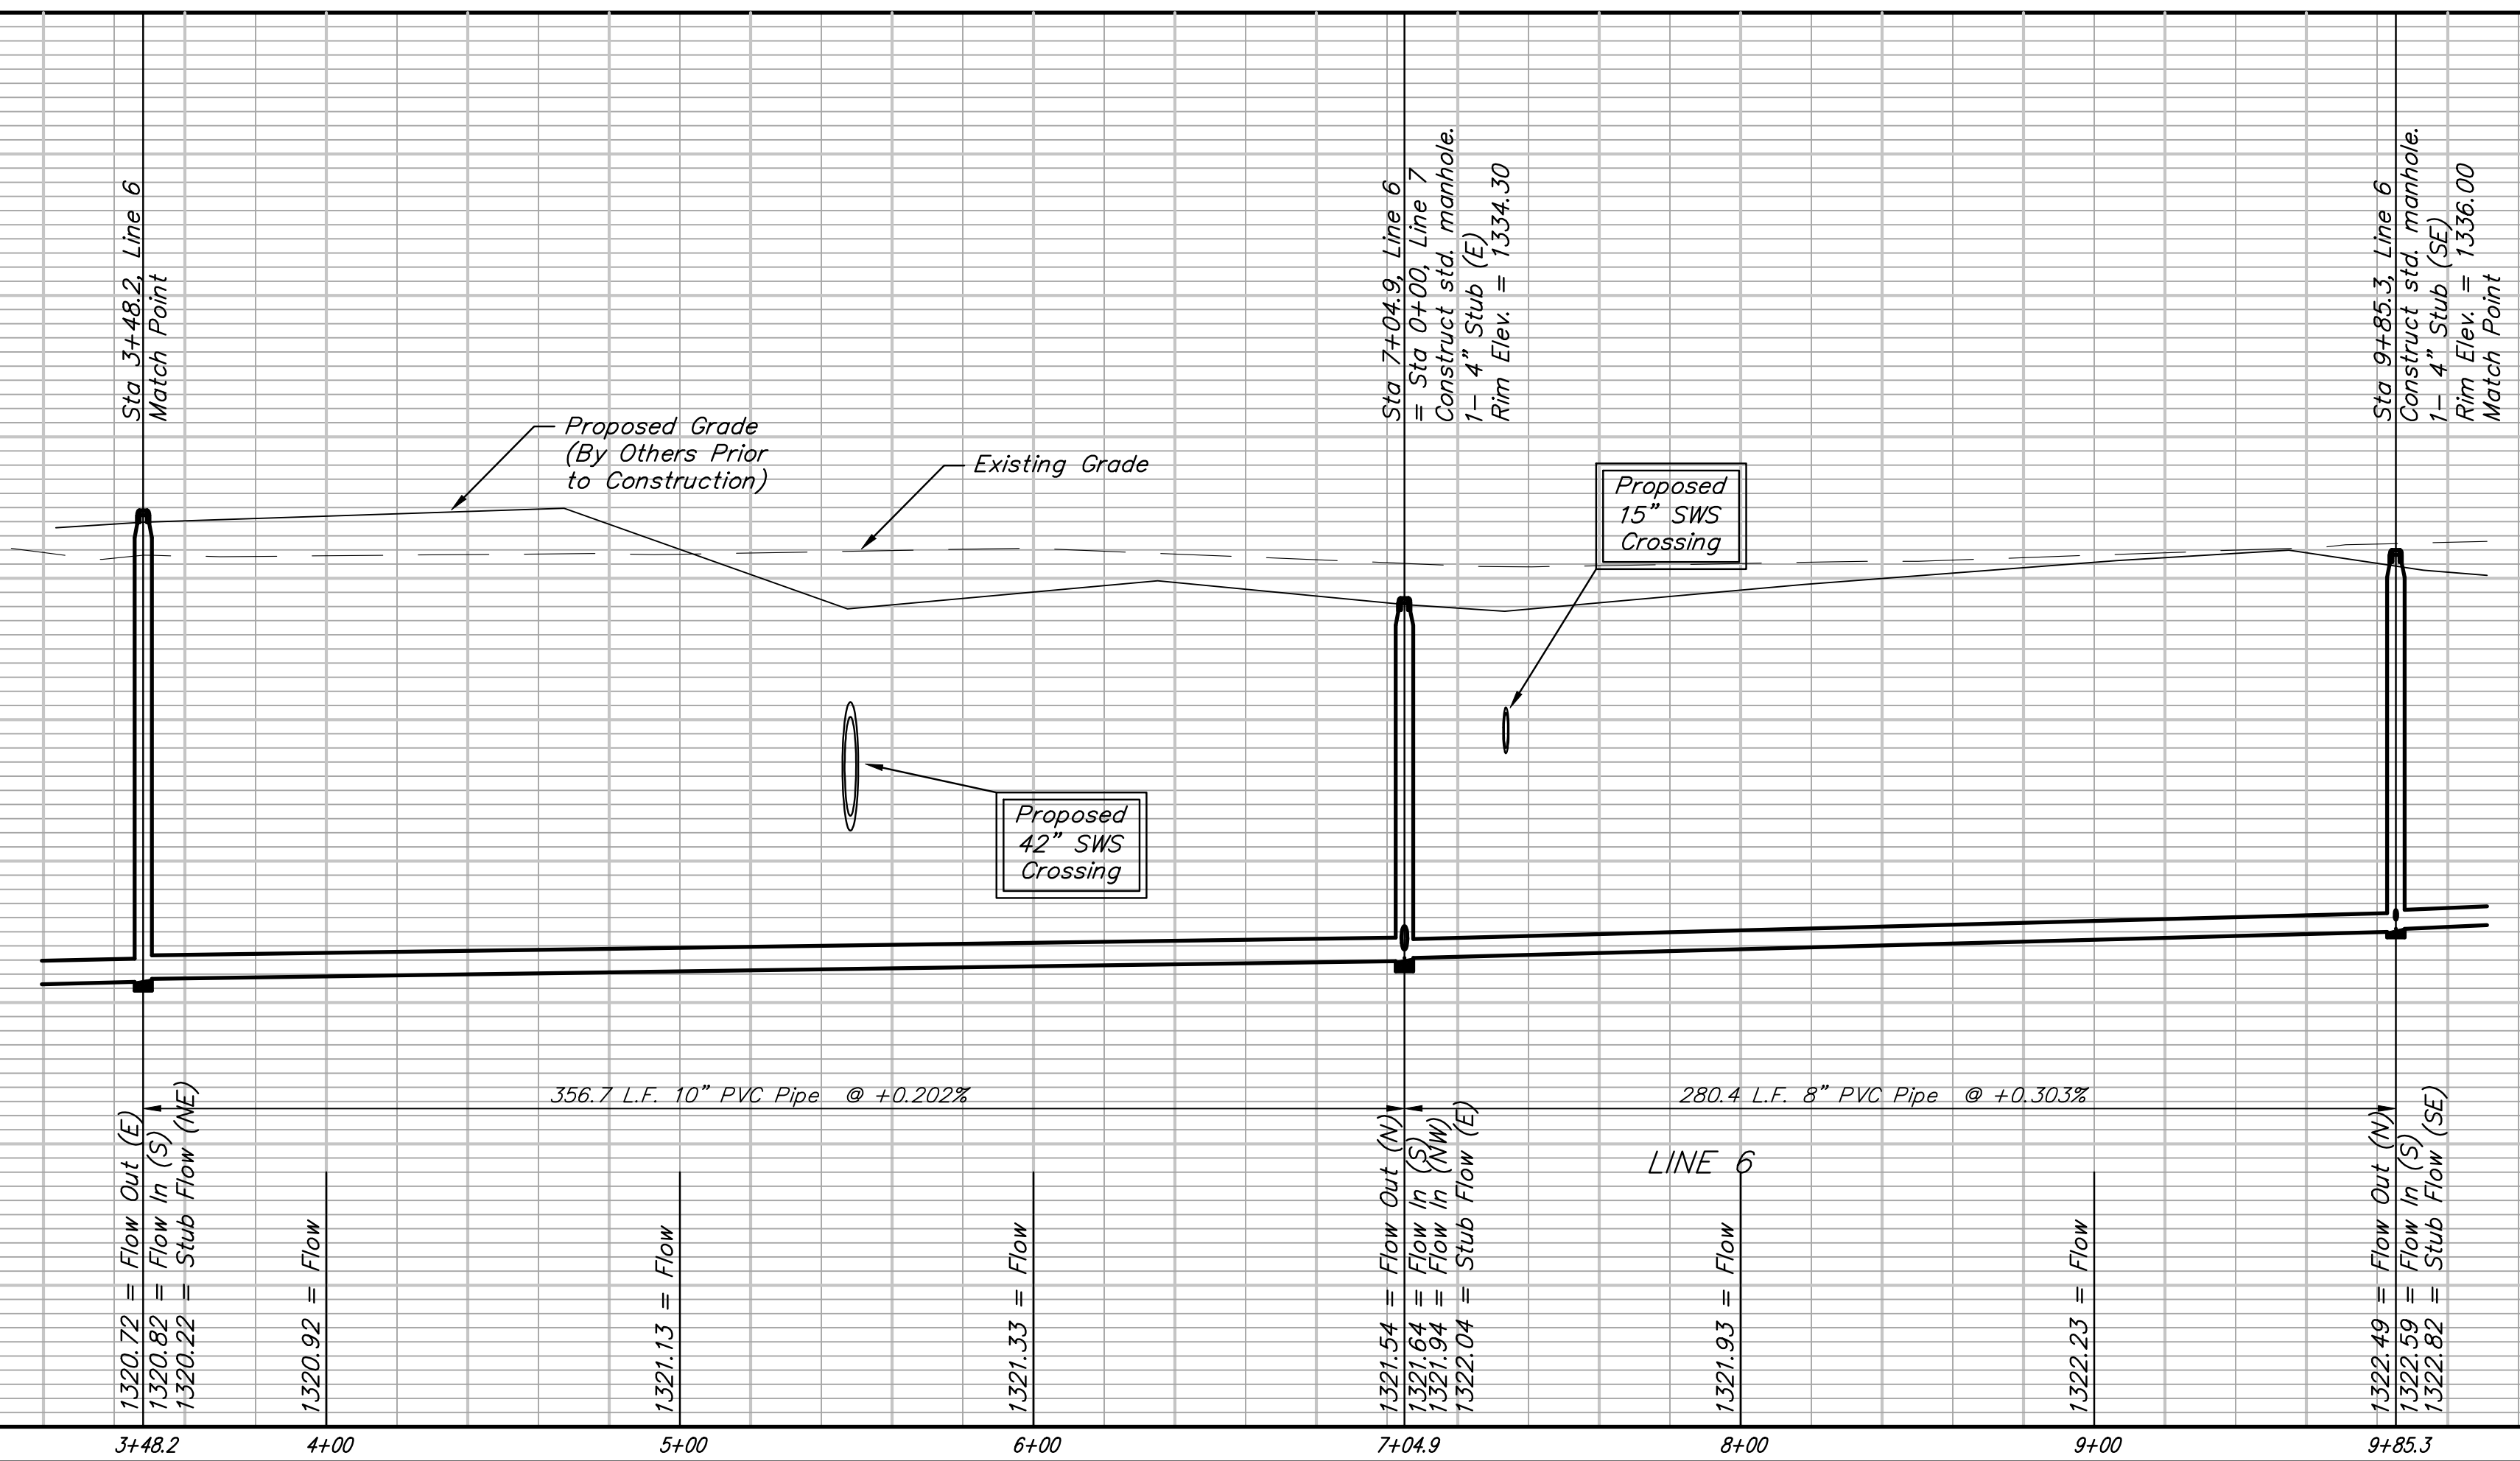 Sta 3+48.2, Line 6
Match Point
Sta 7+04.9, Line 6
= Sta 0+00, Line 7
Construct std. manhole.
1– 4" Stub (E)
Rim Elev. = 1334.30
Sta 9+85.3, Line 6
Construct std. manhole.
1– 4" Stub (SE)
Rim Elev. = 1336.00
Match Point
Proposed Grade
(By Others Prior
to Construction)
Existing Grade
Proposed
15" SWS
Crossing
Proposed
42" SWS
Crossing
356.7 L.F. 10" PVC Pipe @ +0.202%
280.4 L.F. 8" PVC Pipe @ +0.303%
LINE 6
1320.72 = Flow Out (E)
1320.82 = Flow In (S)
1320.22 = Stub Flow (NE)
1320.92 = Flow
1321.13 = Flow
1321.33 = Flow
1321.54 = Flow Out (N)
1321.64 = Flow In (S)
1321.94 = Flow In (NW)
1322.04 = Stub Flow (E)
1321.93 = Flow
1322.23 = Flow
1322.49 = Flow Out (N)
1322.59 = Flow In (S)
1322.82 = Stub Flow (SE)
3+48.2
4+00
5+00
6+00
7+04.9
8+00
9+00
9+85.3